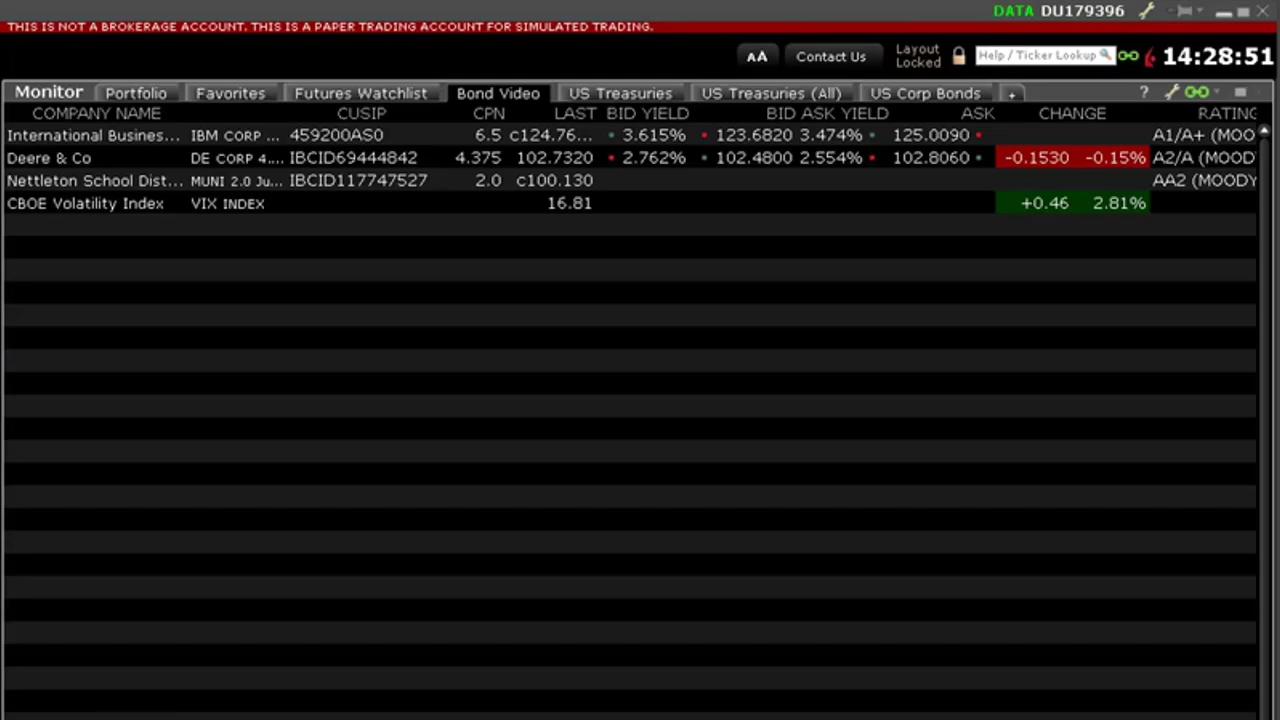 DATA DU179396
THIS IS NOT A BROKERAGE ACCOUNT. THIS IS A PAPER TRADING ACCOUNT FOR SIMULATED TRADING.
AA Contact Us Layout Locked Help / Ticker Lookup 14:28:51
Monitor Portfolio Favorites Futures Watchlist Bond Video US Treasuries US Treasuries (All) US Corp Bonds + ?
COMPANY NAME CUSIP CPN LAST BID YIELD BID ASK YIELD ASK CHANGE RATING
International Busines... IBM CORP ... 459200AS0 6.5 c124.76... 3.615% 123.6820 3.474% 125.0090 A1/A+ (MOO
Deere & Co DE CORP 4.... IBCID69444842 4.375 102.7320 2.762% 102.4800 2.554% 102.8060 -0.1530 -0.15% A2/A (MOODY
Nettleton School Dist... MUNI 2.0 Ju... IBCID117747527 2.0 c100.130 AA2 (MOODY
CBOE Volatility Index VIX INDEX 16.81 +0.46 2.81%